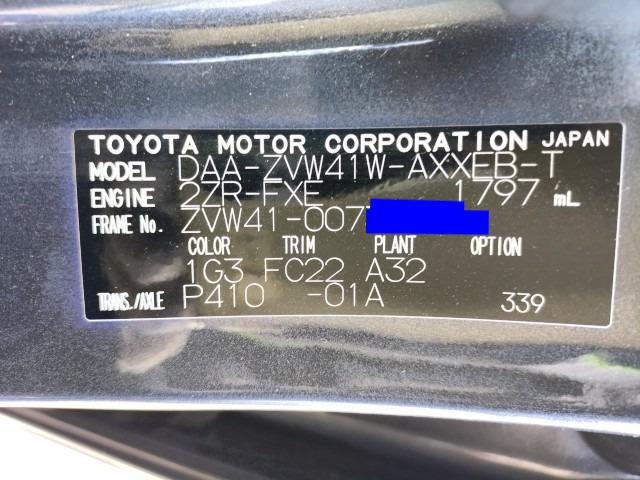 TOYOTA MOTOR CORPORATION JAPAN
MODEL DAA-ZVW41W-AXXEB-T
ENGINE 2ZR-FXE 1797 mL
FRAME No. ZVW41-007
COLOR TRIM PLANT OPTION
1G3 FC22 A32
TRANS./AXLE P410 -01A 339